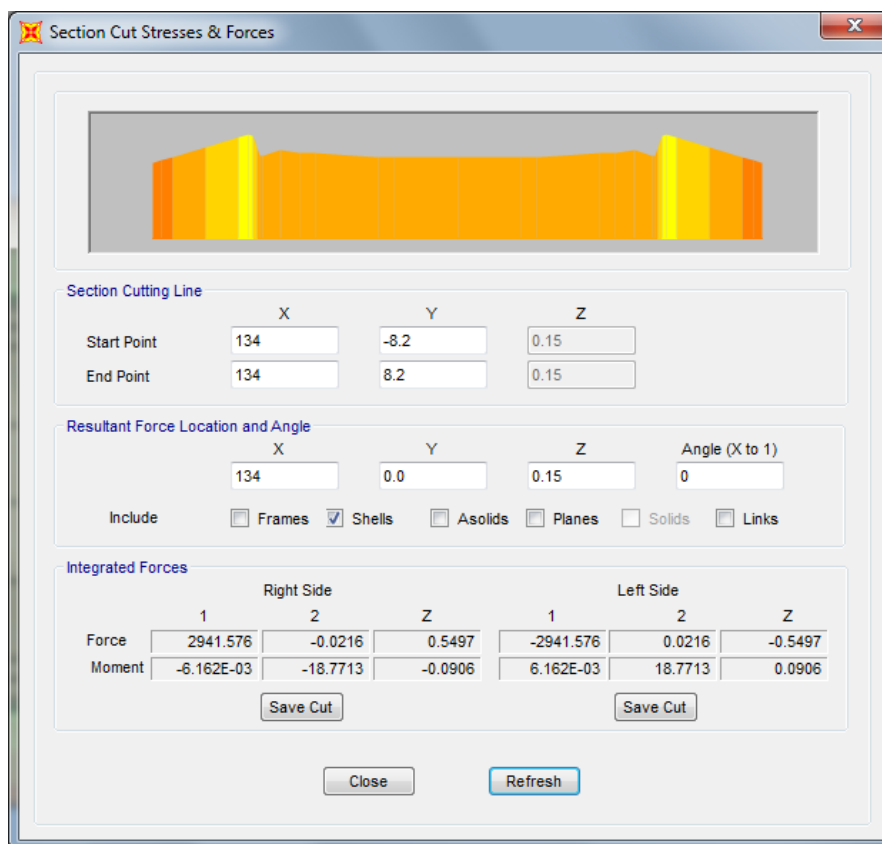 Section Cut Stresses & Forces
Section Cutting Line
X Y Z
Start Point 134 -8.2 0.15
End Point 134 8.2 0.15
Resultant Force Location and Angle
X Y Z Angle (X to 1)
134 0.0 0.15 0
Include Frames Shells Asolids Planes Solids Links
Integrated Forces
Right Side Left Side
1 2 Z 1 2 Z
Force 2941.576 -0.0216 0.5497 -2941.576 0.0216 -0.5497
Moment -6.162E-03 -18.7713 -0.0906 6.162E-03 18.7713 0.0906
Save Cut Save Cut
Close Refresh